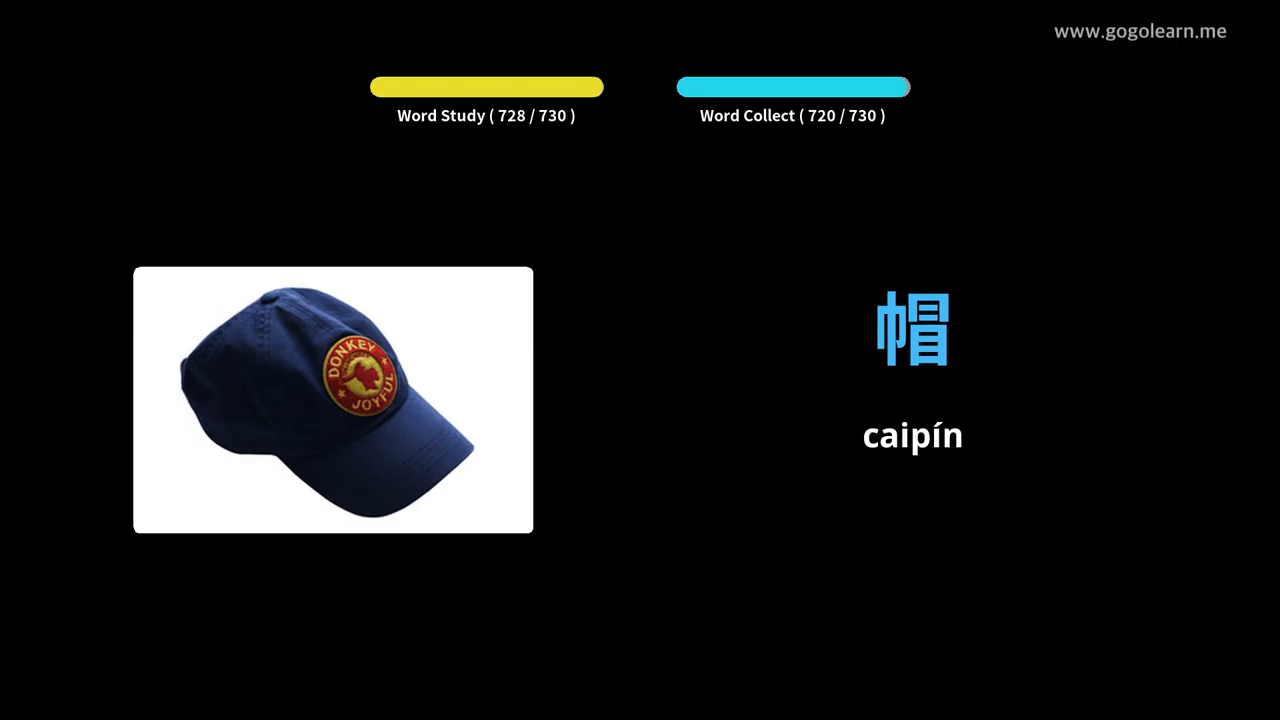 www.gogolearn.me
Word Study ( 728 / 730 )
Word Collect ( 720 / 730 )
DONKEY
JOYFUL
帽
caipín